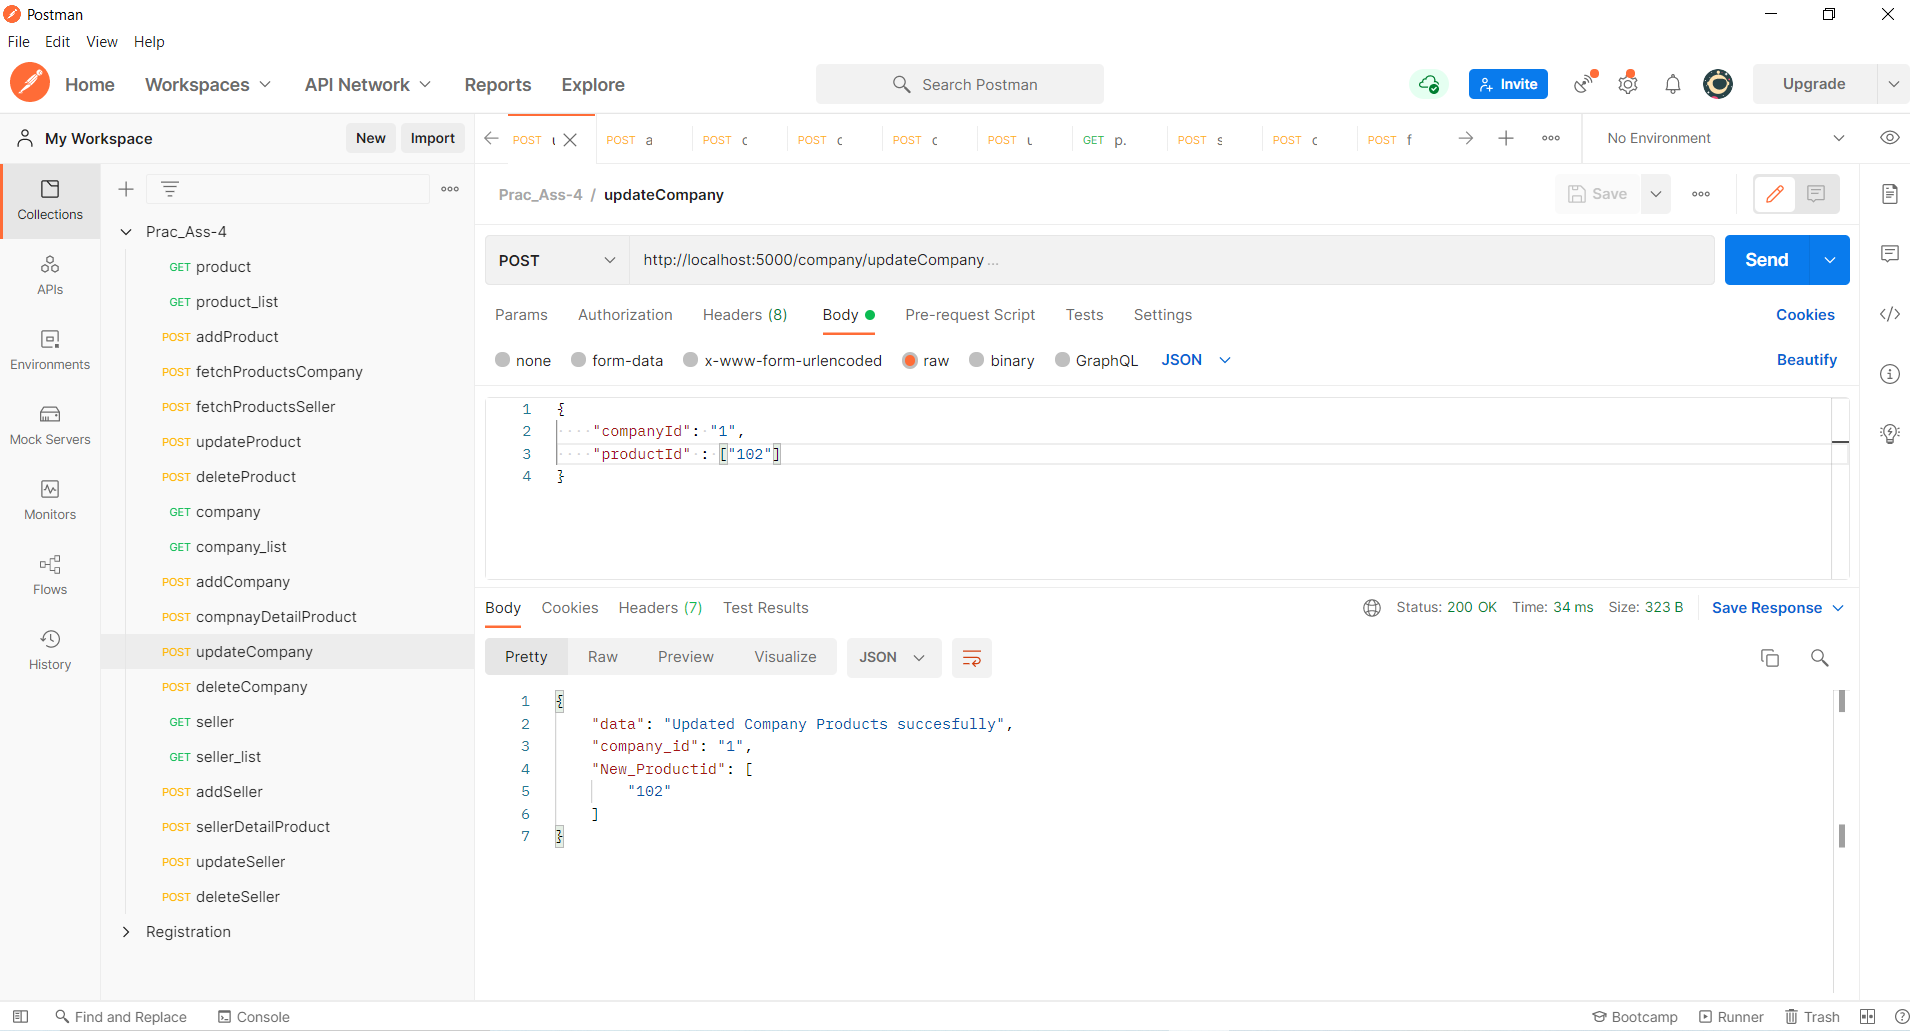 Postman
File Edit View Help
Home Workspaces API Network Reports Explore Search Postman Invite Upgrade
My Workspace New Import
POST POST a POST c POST c POST c POST GET p. POST s POST c POST f No Environment
Collections
APIs
Environments
Mock Servers
Monitors
Flows
History
Prac_Ass-4
GET product
GET product_list
POST addProduct
POST fetchProductsCompany
POST fetchProductsSeller
POST updateProduct
POST deleteProduct
GET company
GET company_list
POST addCompany
POST compnayDetailProduct
POST updateCompany
POST deleteCompany
GET seller
GET seller_list
POST addSeller
POST sellerDetailProduct
POST updateSeller
POST deleteSeller
Registration
Prac_Ass-4 / updateCompany Save
POST http://localhost:5000/company/updateCompany ... Send
Params Authorization Headers (8) Body Pre-request Script Tests Settings Cookies
none form-data x-www-form-urlencoded raw binary GraphQL JSON Beautify
1 {
2 "companyId": "1",
3 "productId" : ["102"]
4 }
Body Cookies Headers (7) Test Results Status: 200 OK Time: 34 ms Size: 323 B Save Response
Pretty Raw Preview Visualize JSON
1 {
2 "data": "Updated Company Products succesfully",
3 "company_id": "1",
4 "New_Productid": [
5 "102"
6 ]
7 }
Find and Replace Console Bootcamp Runner Trash